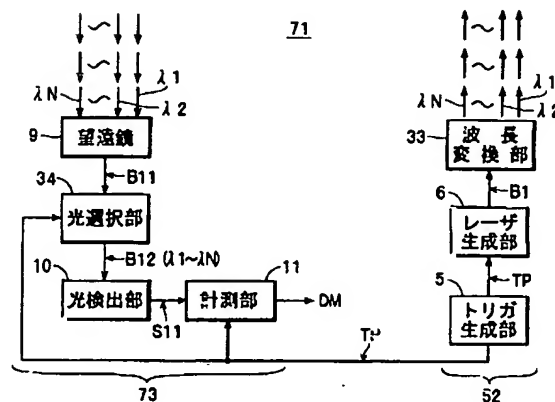 71
λN
λ1
λ2
9
望遠鏡
B11
34
光選択部
B12 (λ1~λN)
10
光検出部
S11
11
計測部
DM
73
λN
λ1
λ2
33
波長
変換部
B1
6
レーザ
生成部
TP
5
トリガ
生成部
TP
52